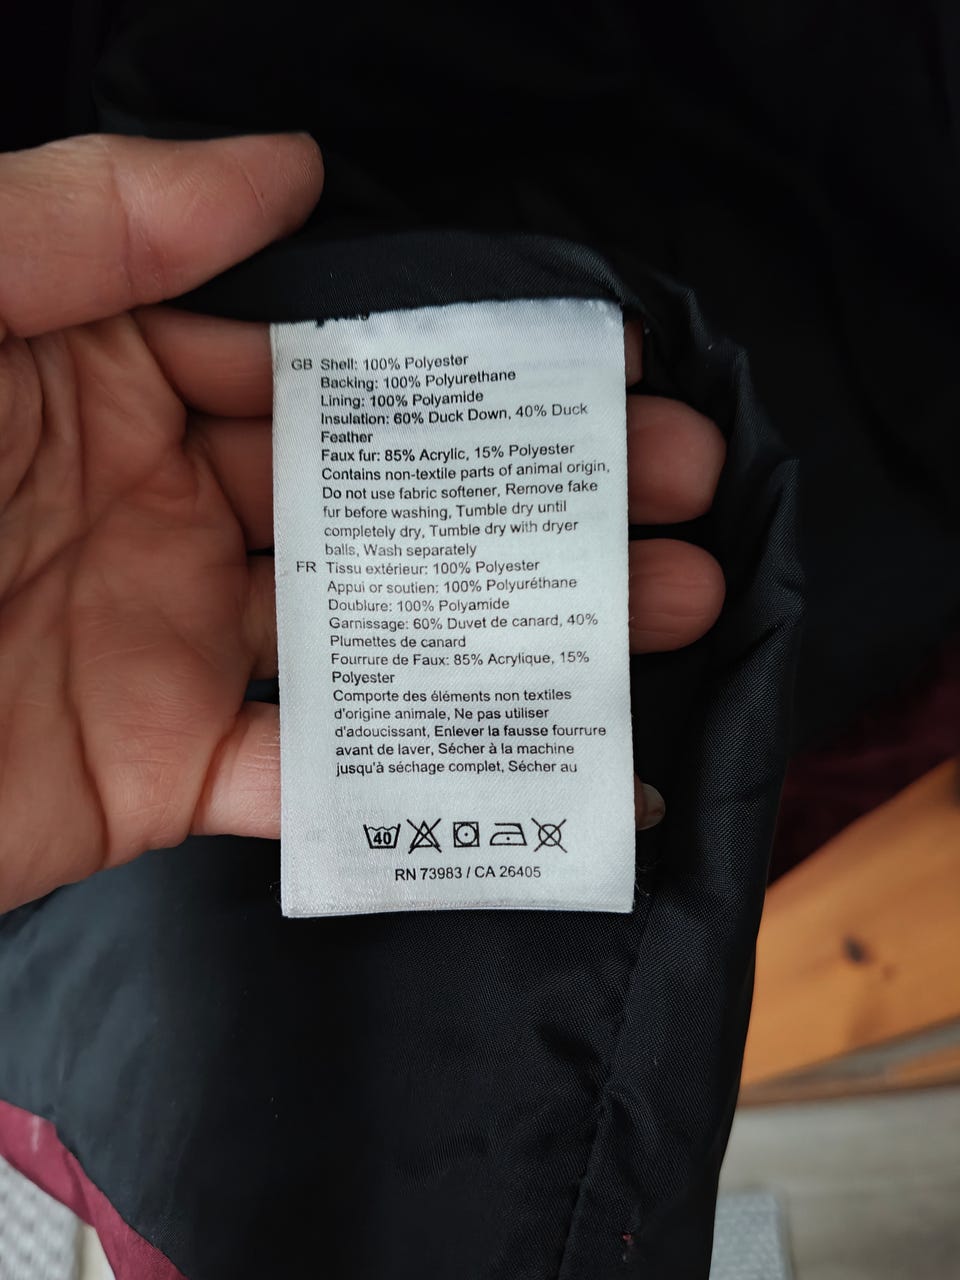 GB Shell: 100% Polyester
Backing: 100% Polyurethane
Lining: 100% Polyamide
Insulation: 60% Duck Down, 40% Duck
Feather
Faux fur: 85% Acrylic, 15% Polyester
Contains non-textile parts of animal origin,
Do not use fabric softener, Remove fake
fur before washing, Tumble dry until
completely dry, Tumble dry with dryer
balls, Wash separately
FR Tissu extérieur: 100% Polyester
Appui or soutien: 100% Polyuréthane
Doublure: 100% Polyamide
Garnissage: 60% Duvet de canard, 40%
Plumettes de canard
Fourrure de Faux: 85% Acrylique, 15%
Polyester
Comporte des éléments non textiles
d'origine animale, Ne pas utiliser
d'adoucissant, Enlever la fausse fourrure
avant de laver, Sécher à la machine
jusqu'à séchage complet, Sécher au
40
RN 73983 / CA 26405